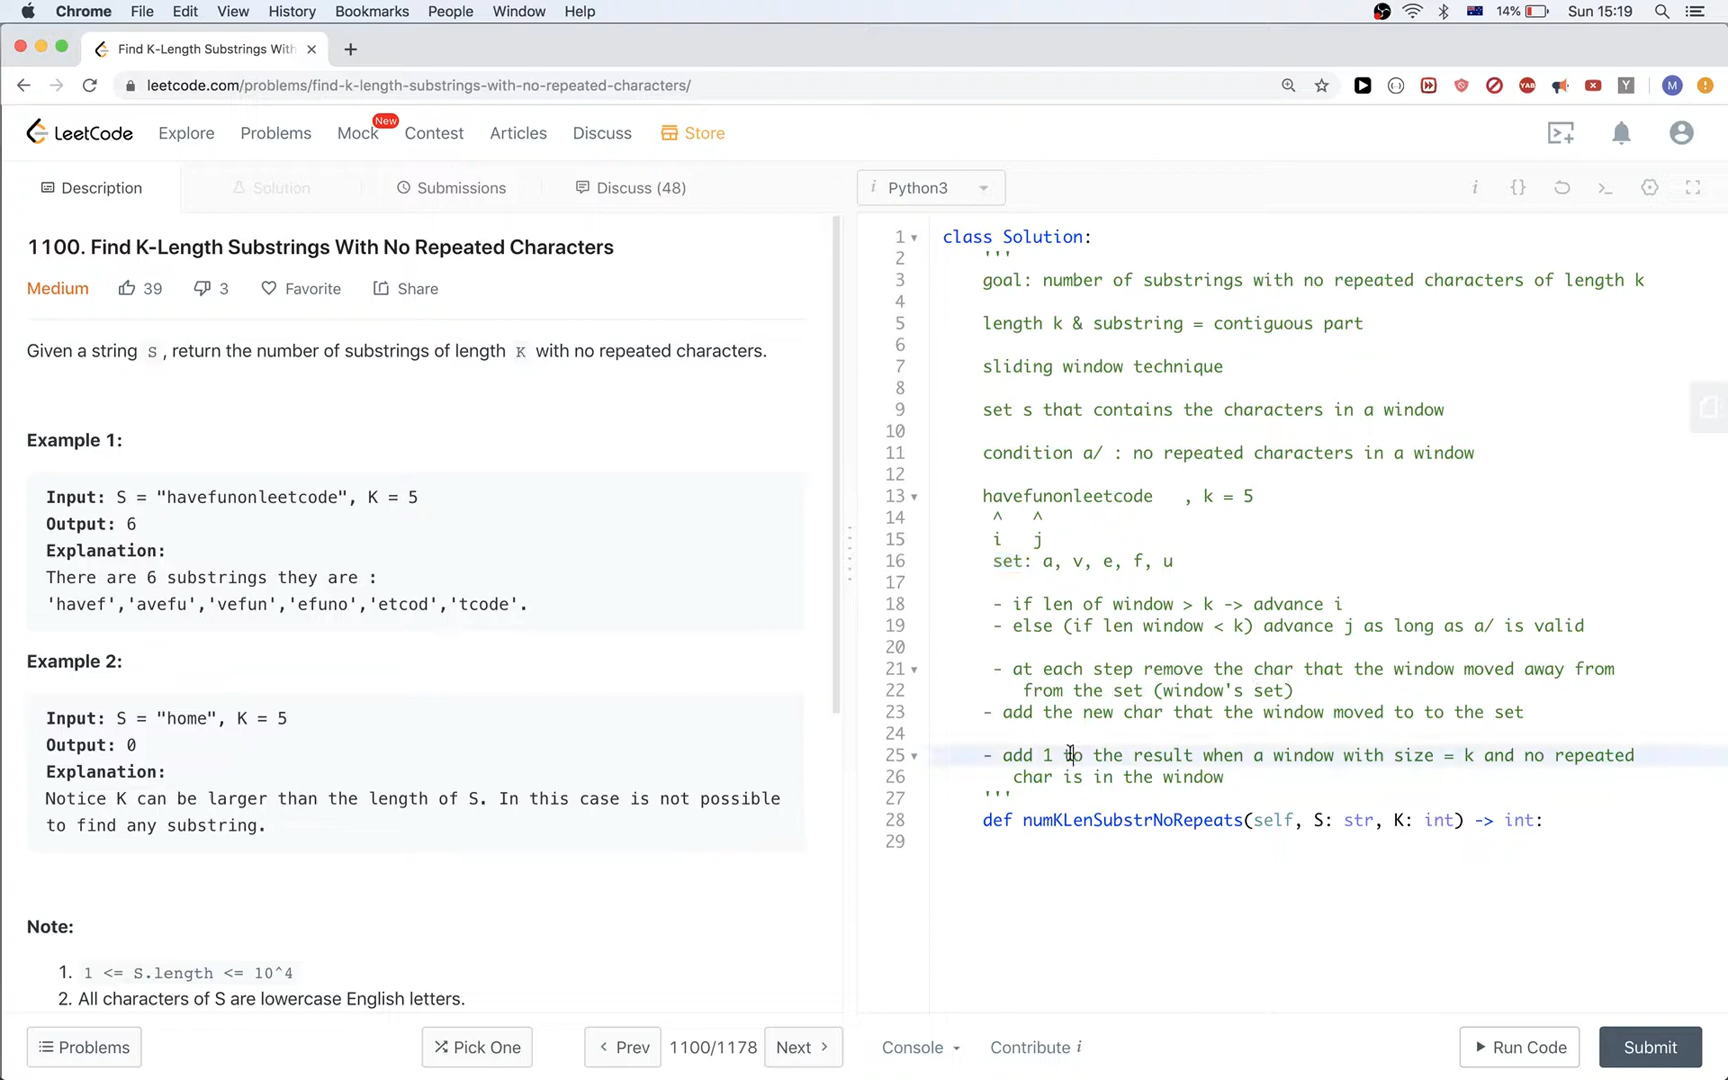 Chrome File Edit View History Bookmarks People Window Help 14% Sun 15:19
Find K-Length Substrings With
leetcode.com/problems/find-k-length-substrings-with-no-repeated-characters/
YAB Y M
LeetCode Explore Problems Mock New Contest Articles Discuss Store
Description Solution Submissions Discuss (48)
1100. Find K-Length Substrings With No Repeated Characters
Medium 39 3 Favorite Share
Given a string S , return the number of substrings of length K with no repeated characters.
Example 1:
Input: S = "havefunonleetcode", K = 5
Output: 6
Explanation:
There are 6 substrings they are :
'havef','avefu','vefun','efuno','etcod','tcode'.
Example 2:
Input: S = "home", K = 5
Output: 0
Explanation:
Notice K can be larger than the length of S. In this case is not possible
to find any substring.
Note:
1. 1 <= S.length <= 10^4
2. All characters of S are lowercase English letters.
Problems Pick One Prev 1100/1178 Next
i Python3 i {}
1 class Solution:
2 '''
3 goal: number of substrings with no repeated characters of length k
4
5 length k & substring = contiguous part
6
7 sliding window technique
8
9 set s that contains the characters in a window
10
11 condition a/ : no repeated characters in a window
12
13 havefunonleetcode , k = 5
14 ^ ^
15 i j
16 set: a, v, e, f, u
17
18 - if len of window > k -> advance i
19 - else (if len window < k) advance j as long as a/ is valid
20
21 - at each step remove the char that the window moved away from
22 from the set (window's set)
23 - add the new char that the window moved to to the set
24
25 - add 1 to the result when a window with size = k and no repeated
26 char is in the window
27 '''
28 def numKLenSubstrNoRepeats(self, S: str, K: int) -> int:
29
Console Contribute i Run Code Submit